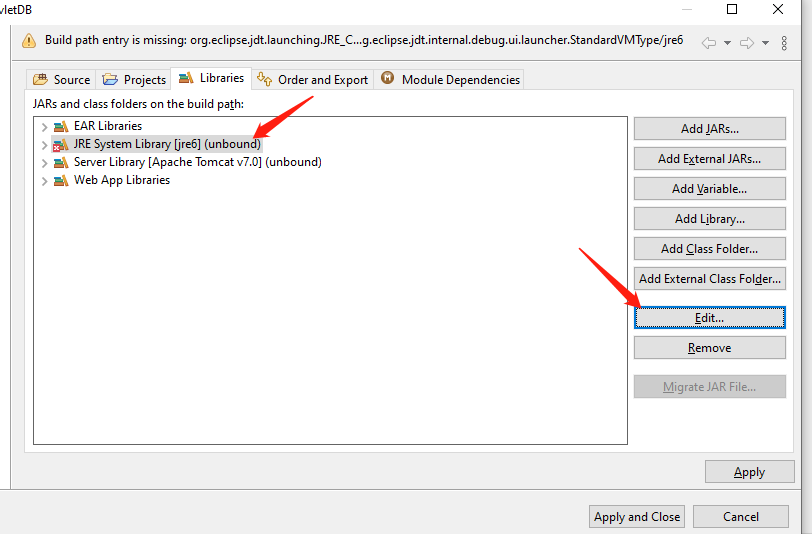 vletDB
Build path entry is missing: org.eclipse.jdt.launching.JRE_C...g.eclipse.jdt.internal.debug.ui.launcher.StandardVMType/jre6
Source Projects Libraries Order and Export Module Dependencies
JARs and class folders on the build path:
EAR Libraries
JRE System Library [jre6] (unbound)
Server Library [Apache Tomcat v7.0] (unbound)
Web App Libraries
Add JARs...
Add External JARs...
Add Variable...
Add Library...
Add Class Folder...
Add External Class Folder...
Edit...
Remove
Migrate JAR File...
Apply
Apply and Close
Cancel